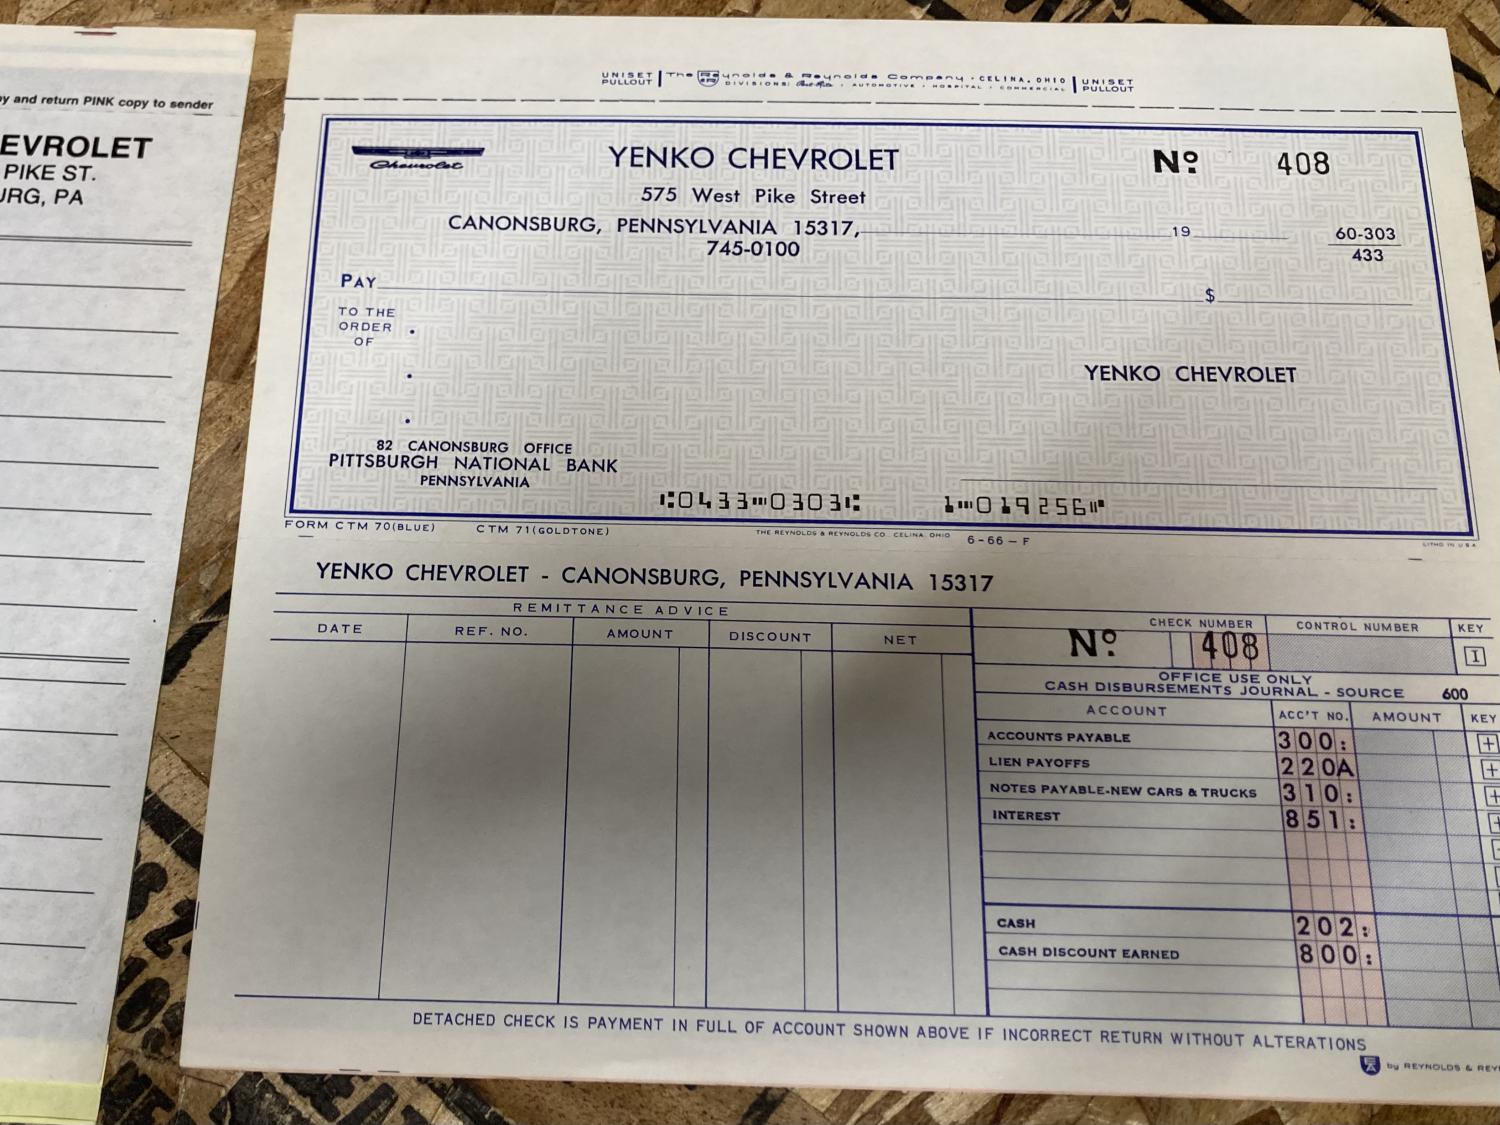 y and return PINK copy to sender
EVROLET
PIKE ST.
URG, PA
UNISET PULLOUT The Reynolds & Reynolds Company · CELINA, OHIO UNISET PULLOUT
DIVISIONS: · AUTOMOTIVE · HOSPITAL · COMMERCIAL
Chevrolet
YENKO CHEVROLET
Nº 408
575 West Pike Street
CANONSBURG, PENNSYLVANIA 15317, 19
745-0100
60-303
433
PAY $
TO THE
ORDER
OF
YENKO CHEVROLET
82 CANONSBURG OFFICE
PITTSBURGH NATIONAL BANK
PENNSYLVANIA
⑆0433⑉0303⑆ 1⑉019256⑈
FORM CTM 70(BLUE) CTM 71(GOLDTONE) THE REYNOLDS & REYNOLDS CO. CELINA, OHIO 6-66-F LITHO IN U S A
YENKO CHEVROLET - CANONSBURG, PENNSYLVANIA 15317
REMITTANCE ADVICE
DATE REF. NO. AMOUNT DISCOUNT NET
CHECK NUMBER CONTROL NUMBER KEY
Nº 408 I
OFFICE USE ONLY
CASH DISBURSEMENTS JOURNAL - SOURCE 600
ACCOUNT ACC'T NO. AMOUNT KEY
ACCOUNTS PAYABLE 300: +
LIEN PAYOFFS 220A +
NOTES PAYABLE-NEW CARS & TRUCKS 310: +
INTEREST 851: +
CASH 202:
CASH DISCOUNT EARNED 800:
DETACHED CHECK IS PAYMENT IN FULL OF ACCOUNT SHOWN ABOVE IF INCORRECT RETURN WITHOUT ALTERATIONS
by REYNOLDS & REY